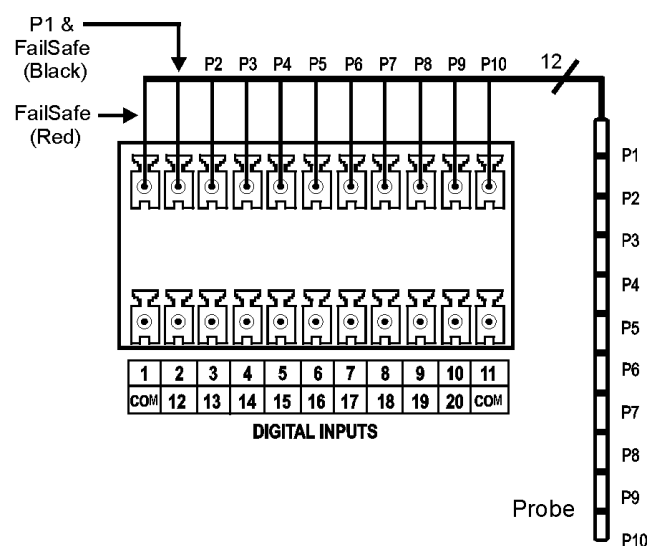 P1 &
FailSafe
(Black)
P2 P3 P4 P5 P6 P7 P8 P9 P10 12
FailSafe
(Red)
P1
P2
P3
P4
P5
P6
P7
P8
P9
P10
1 2 3 4 5 6 7 8 9 10 11
COM 12 13 14 15 16 17 18 19 20 COM
DIGITAL INPUTS
Probe